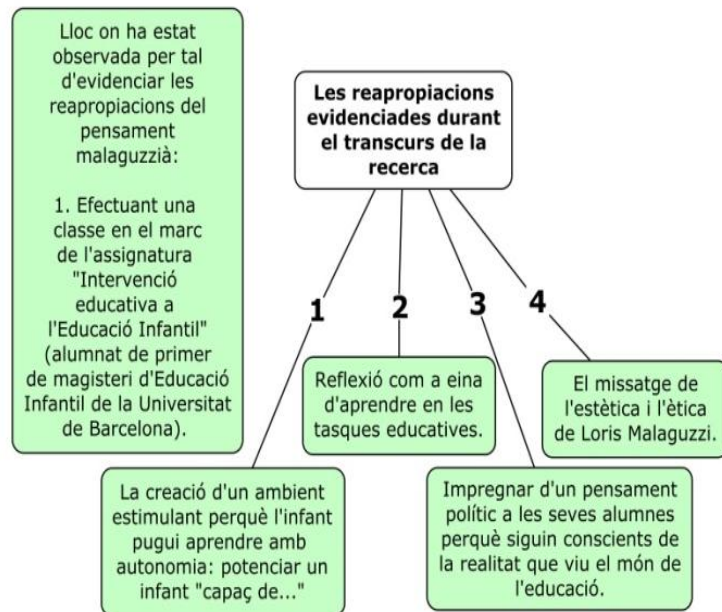 Lloc on ha estat
observada per tal
d'evidenciar les
reapropiacions del
pensament
malaguzzià:
1. Efectuant una
classe en el marc
de l'assignatura
"Intervenció
educativa a
l'Educació Infantil"
(alumnat de primer
de magisteri d'Educació
Infantil de la Universitat
de Barcelona).
Les reapropiacions
evidenciades durant
el transcurs de la
recerca
1
2
3
4
Reflexió com a eina
d'aprendre en les
tasques educatives.
El missatge de
l'estètica i l'ètica
de Loris Malaguzzi.
La creació d'un ambient
estimulant perquè l'infant
pugui aprendre amb
autonomia: potenciar un
infant "capaç de..."
Impregnar d'un pensament
polític a les seves alumnes
perquè siguin conscients de
la realitat que viu el món de
l'educació.